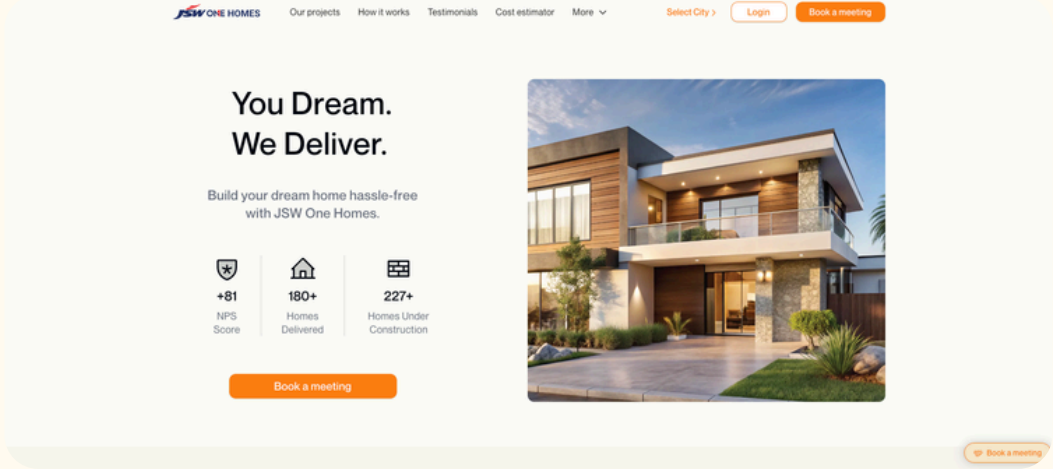 JSW ONE HOMES
Our projects
How it works
Testimonials
Cost estimator
More
Select City >
Login
Book a meeting
You Dream.
We Deliver.
Build your dream home hassle-free
with JSW One Homes.
+81
NPS
Score
180+
Homes
Delivered
227+
Homes Under
Construction
Book a meeting
Book a meeting